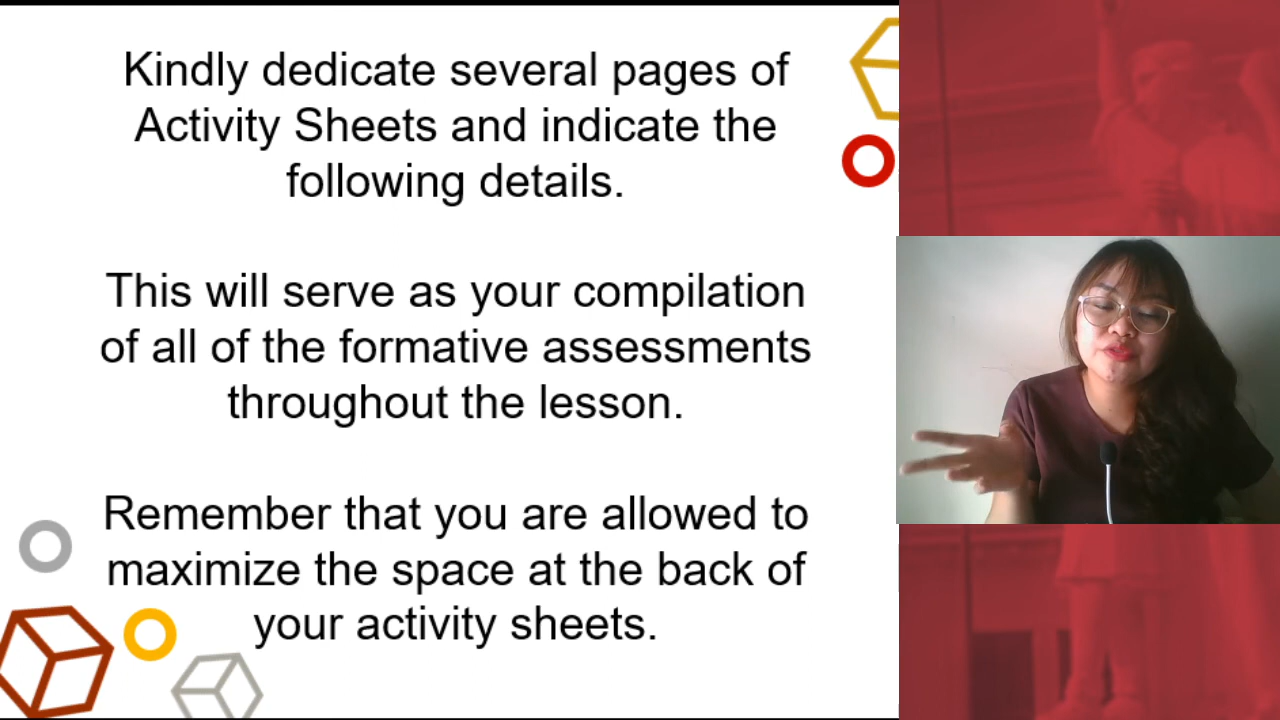 Kindly dedicate several pages of
Activity Sheets and indicate the
following details.
This will serve as your compilation
of all of the formative assessments
throughout the lesson.
Remember that you are allowed to
maximize the space at the back of
your activity sheets.